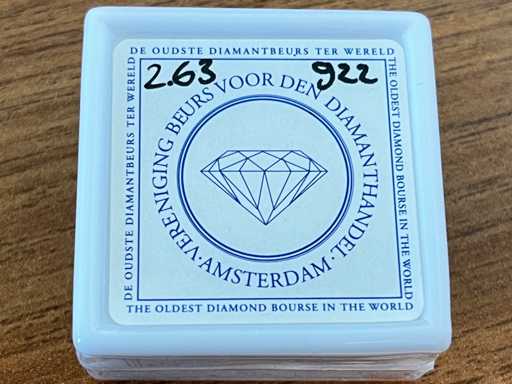 DE OUDSTE DIAMANTBEURS TER WERELD
2.63 922
DE OUDSTE DIAMANTBEURS TER WERELD
THE OLDEST DIAMOND BOURSE IN THE WORLD
VERENIGING BEURS VOOR DEN DIAMANTHANDEL · AMSTERDAM ·
THE OLDEST DIAMOND BOURSE IN THE WORLD